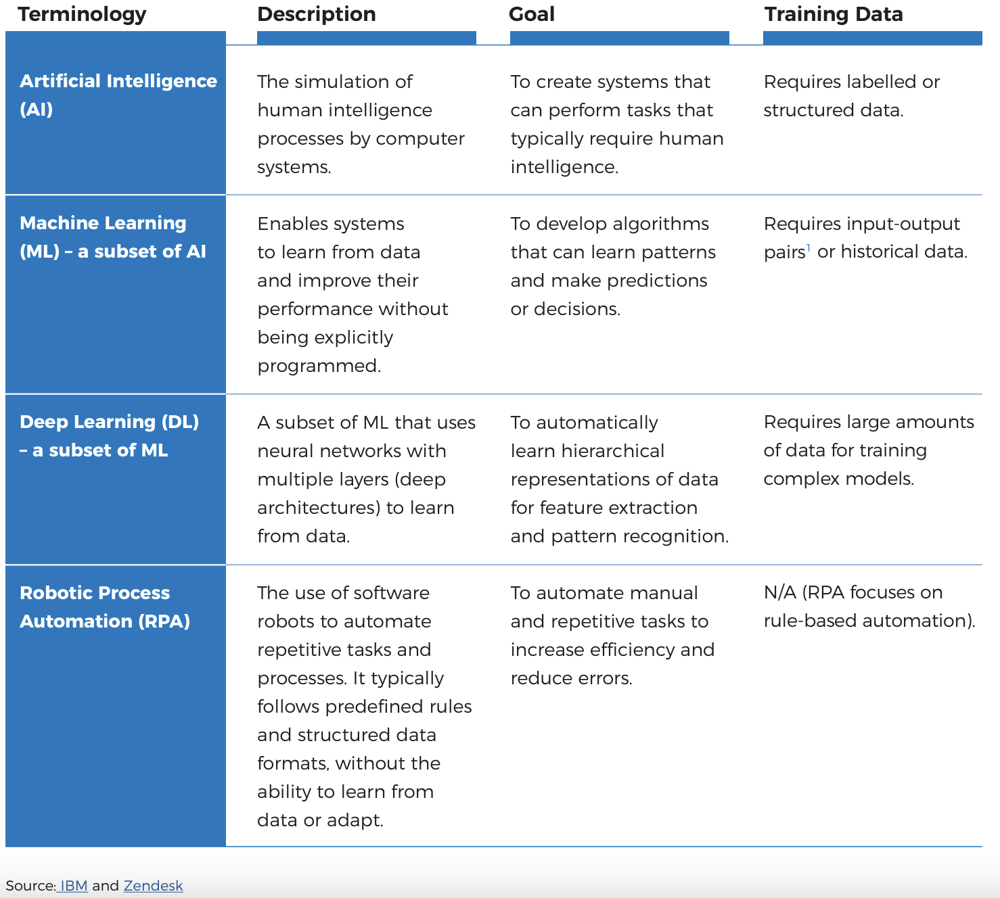 Terminology
Description
Goal
Training Data
Artificial Intelligence
(AI)
The simulation of
human intelligence
processes by computer
systems.
To create systems that
can perform tasks that
typically require human
intelligence.
Requires labelled or
structured data.
Machine Learning
(ML) – a subset of AI
Enables systems
to learn from data
and improve their
performance without
being explicitly
programmed.
To develop algorithms
that can learn patterns
and make predictions
or decisions.
Requires input-output
pairs¹ or historical data.
Deep Learning (DL)
– a subset of ML
A subset of ML that uses
neural networks with
multiple layers (deep
architectures) to learn
from data.
To automatically
learn hierarchical
representations of data
for feature extraction
and pattern recognition.
Requires large amounts
of data for training
complex models.
Robotic Process
Automation (RPA)
The use of software
robots to automate
repetitive tasks and
processes. It typically
follows predefined rules
and structured data
formats, without the
ability to learn from
data or adapt.
To automate manual
and repetitive tasks to
increase efficiency and
reduce errors.
N/A (RPA focuses on
rule-based automation).
Source: IBM and Zendesk